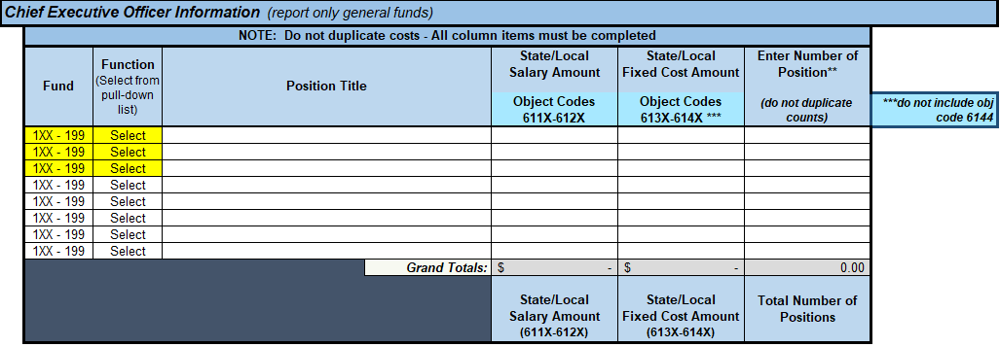 Chief Executive Officer Information (report only general funds)
NOTE: Do not duplicate costs - All column items must be completed
Fund
Function
(Select from
pull-down
list)
Position Title
State/Local
Salary Amount
Object Codes
611X-612X
State/Local
Fixed Cost Amount
Object Codes
613X-614X ***
Enter Number of
Position**
(do not duplicate
counts)
***do not include obj
code 6144
1XX - 199 Select
1XX - 199 Select
1XX - 199 Select
1XX - 199 Select
1XX - 199 Select
1XX - 199 Select
1XX - 199 Select
1XX - 199 Select
Grand Totals: $ - $ - 0.00
State/Local
Salary Amount
(611X-612X)
State/Local
Fixed Cost Amount
(613X-614X)
Total Number of
Positions